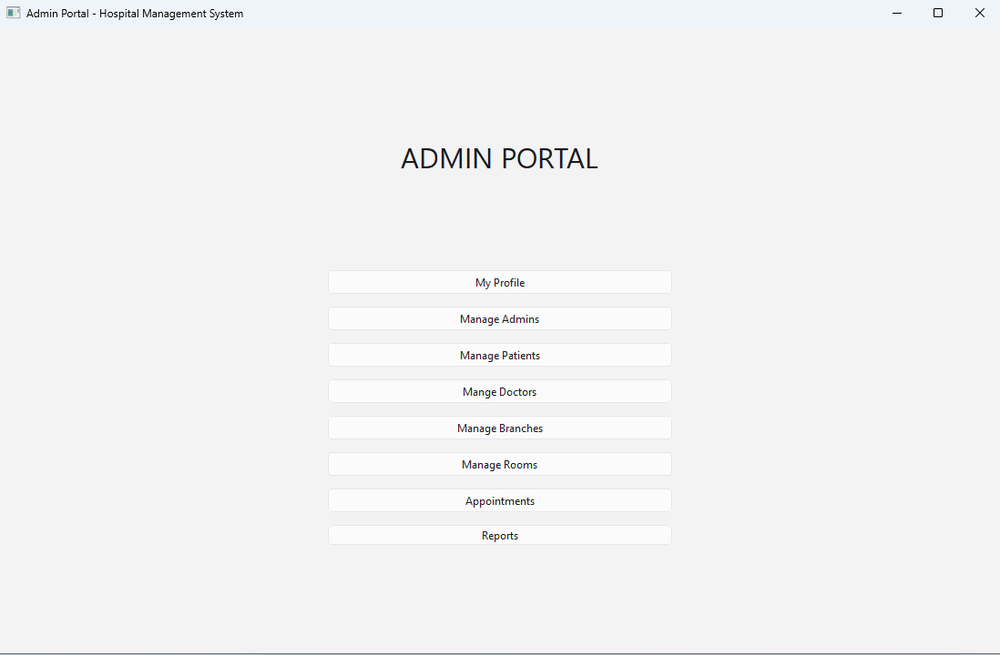 Admin Portal - Hospital Management System
ADMIN PORTAL
My Profile
Manage Admins
Manage Patients
Mange Doctors
Manage Branches
Manage Rooms
Appointments
Reports